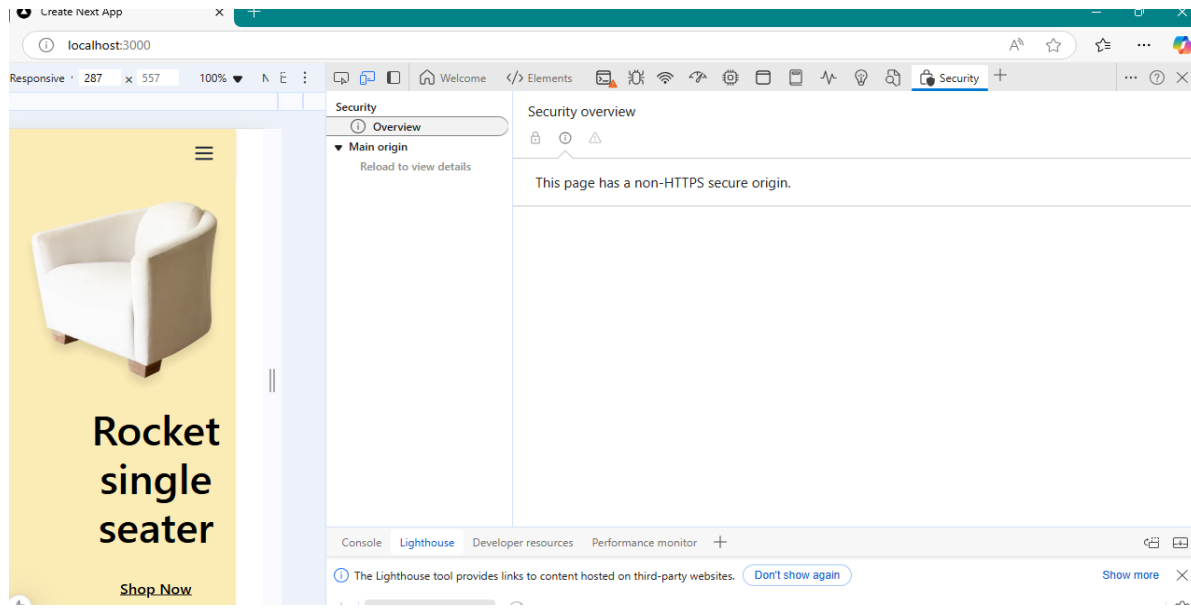 Create Next App
localhost:3000
Responsive 287 x 557 100% N E
Welcome Elements Security
Security
Overview
Main origin
Reload to view details
Security overview
This page has a non-HTTPS secure origin.
Rocket
single
seater
Shop Now
Console Lighthouse Developer resources Performance monitor
The Lighthouse tool provides links to content hosted on third-party websites. Don't show again Show more